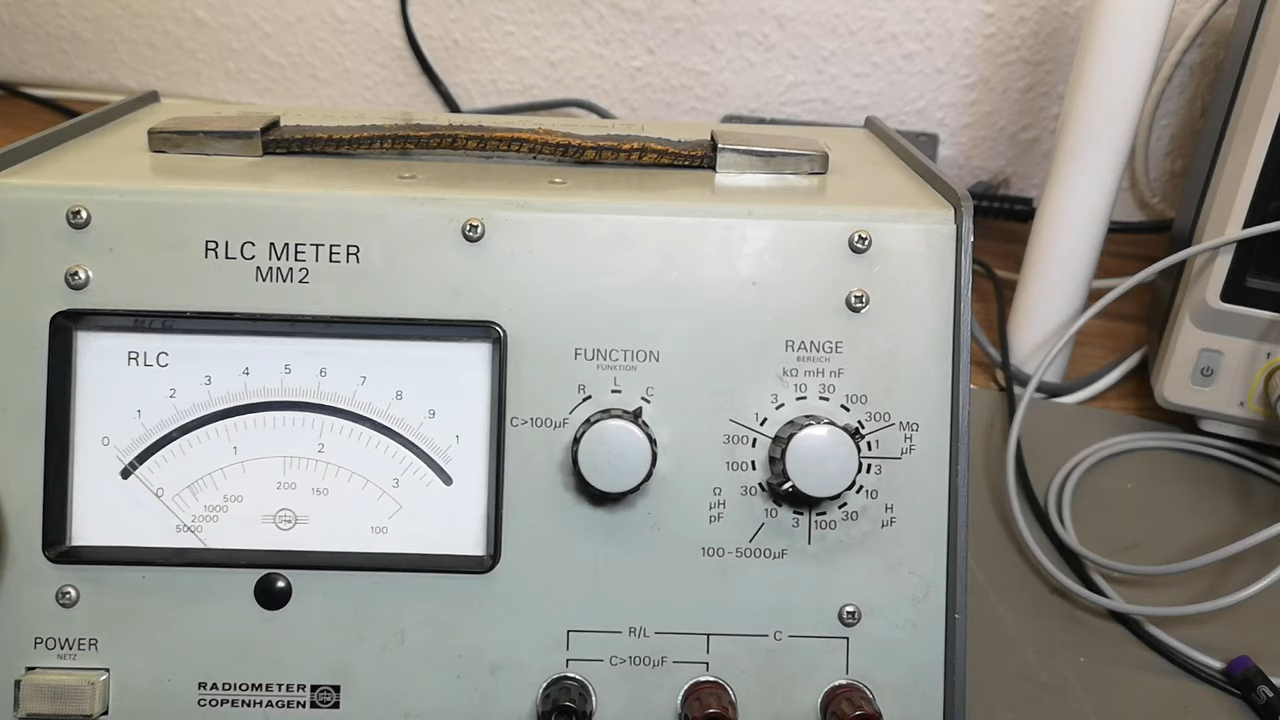 RLC METER
MM2
RLC
0 .1 .2 .3 .4 .5 .6 .7 .8 .9 1
0 1 2 3
5000 2000 1000 500 200 150 100
FUNCTION
FUNKTION
R L C
C>100µF
RANGE
BEREICH
kΩ mH nF
1 3 10 30 100 300
MΩ
H
µF
1
3
10
30
100
H
µF
300
100
30
10
3
Ω
µH
pF
100-5000µF
POWER
NETZ
R/L
C
C>100µF
RADIOMETER
COPENHAGEN